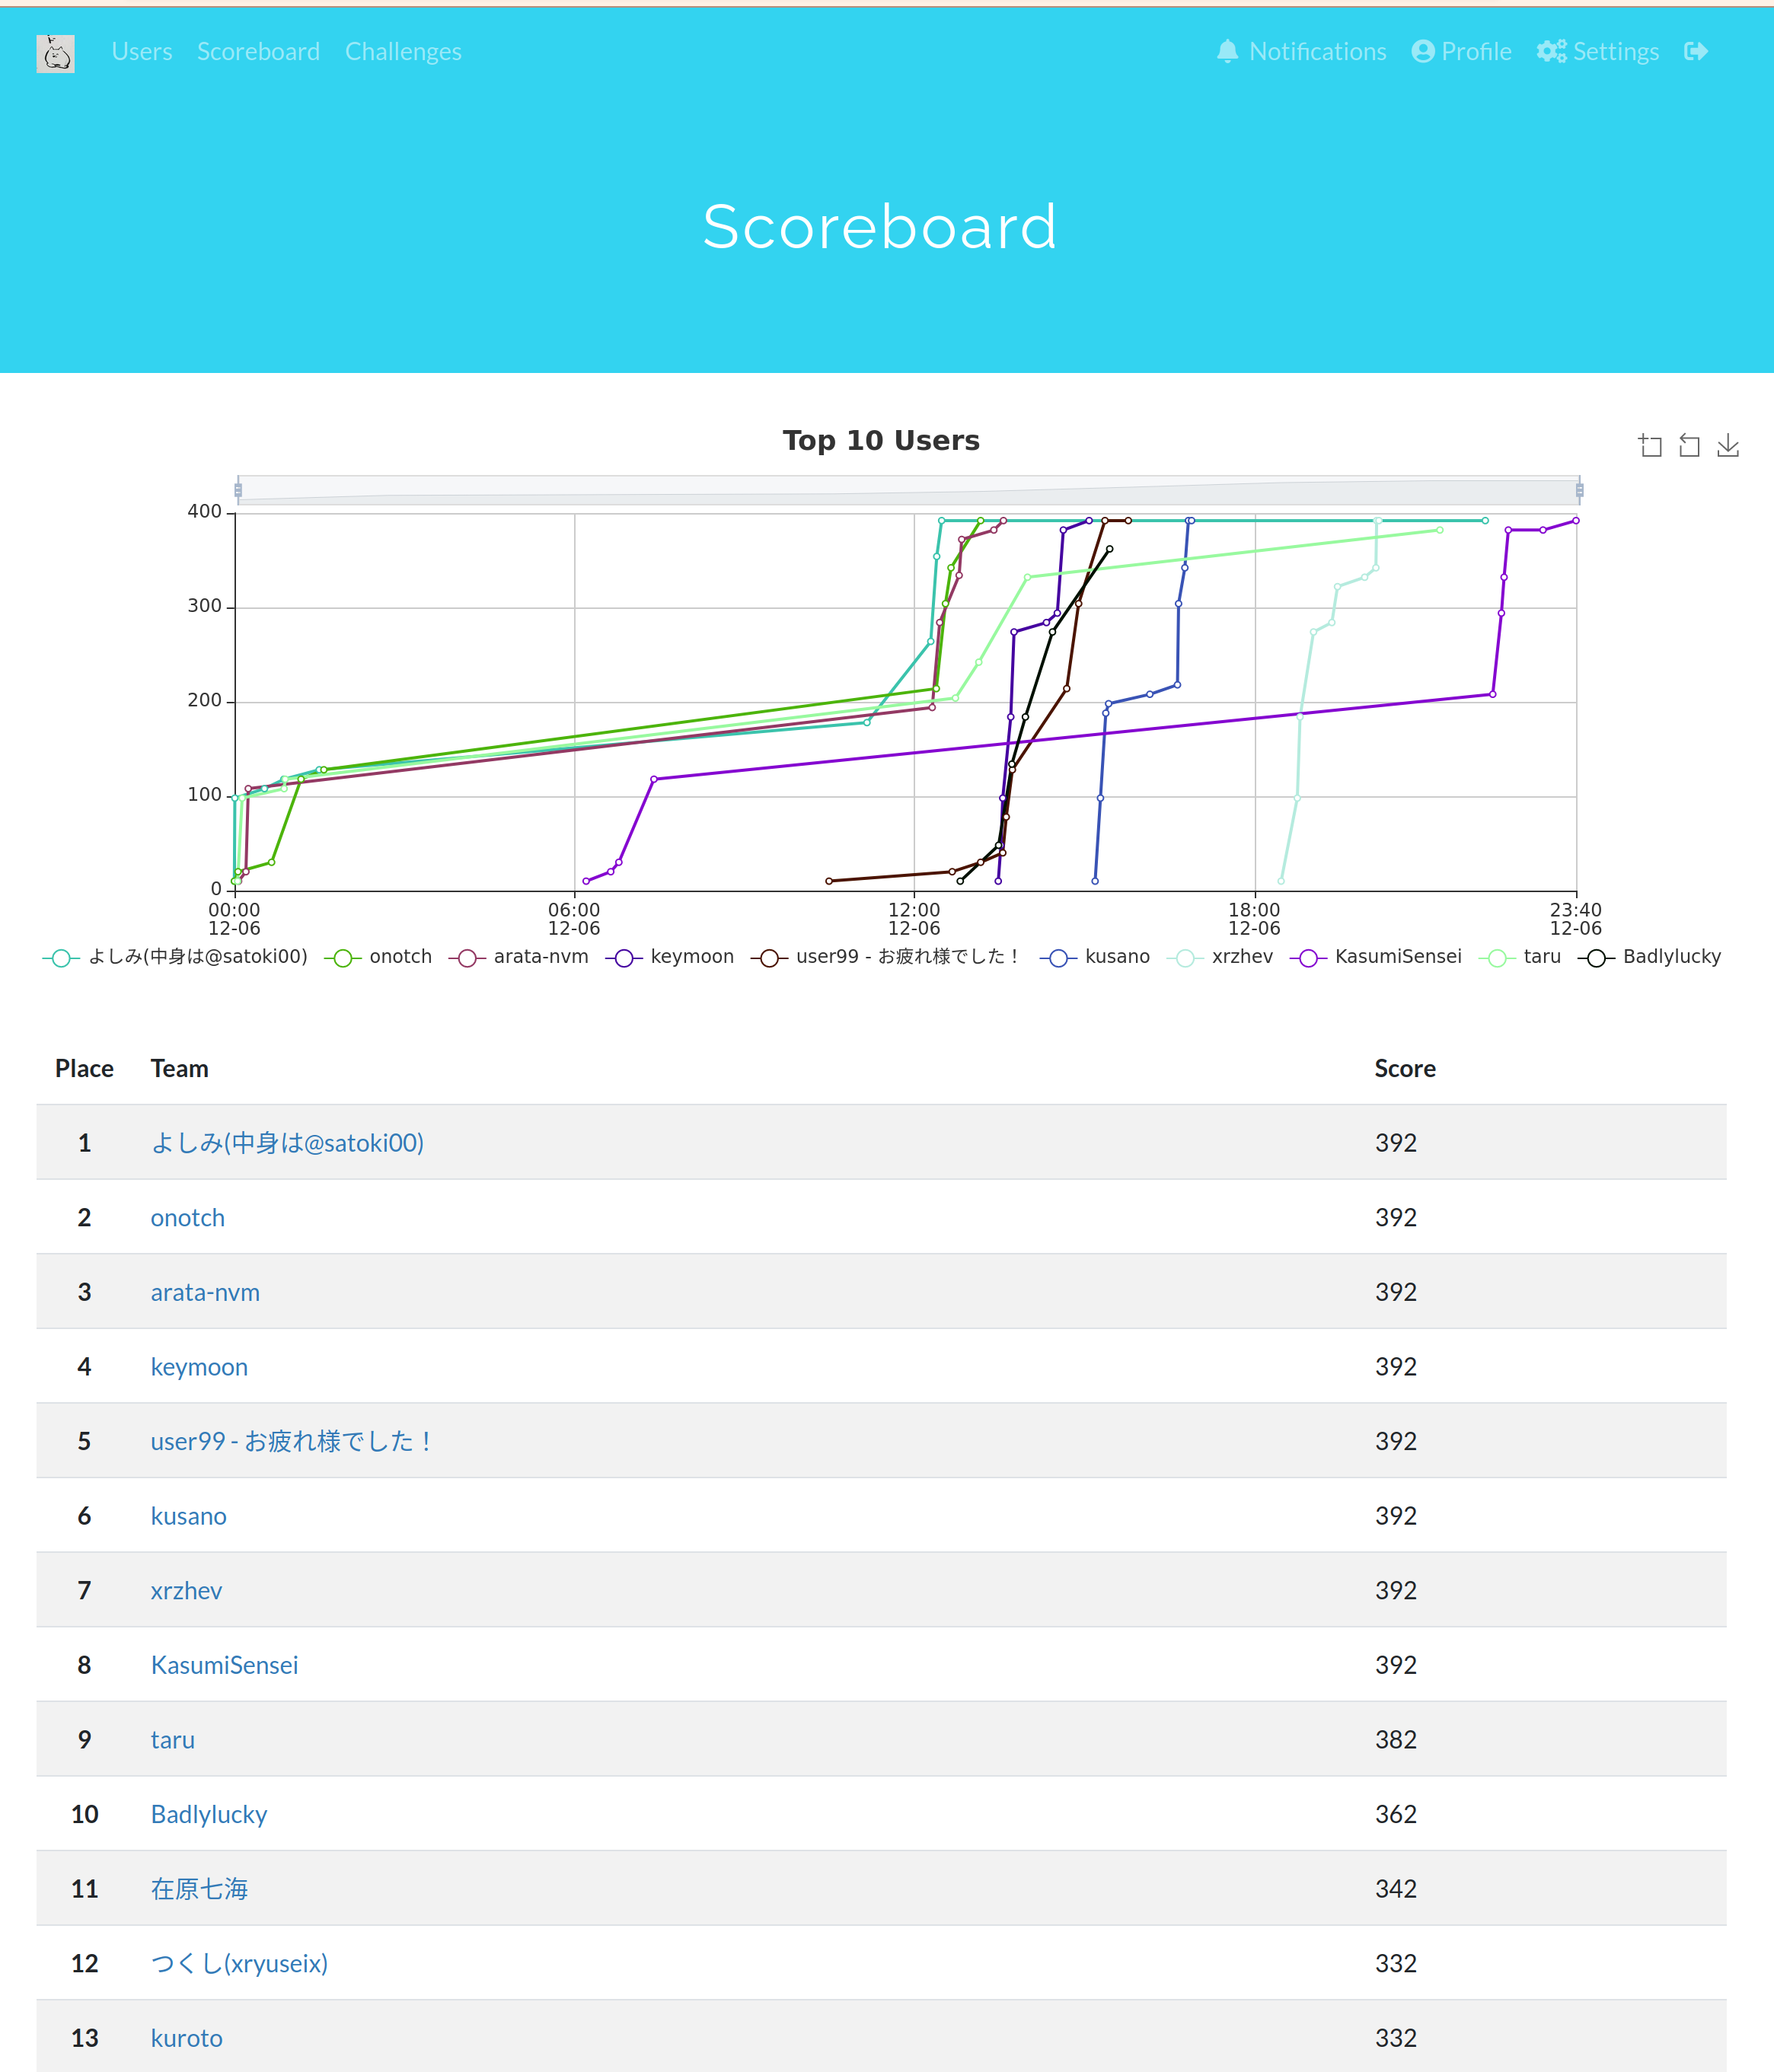 Users Scoreboard Challenges Notifications Profile Settings
Scoreboard
Top 10 Users
400
300
200
100
0
00:00 06:00 12:00 18:00 23:40
12-06 12-06 12-06 12-06 12-06
よしみ(中身は@satoki00) onotch arata-nvm keymoon user99 - お疲れ様でした！ kusano xrzhev KasumiSensei taru Badlylucky
Place Team Score
1 よしみ(中身は@satoki00) 392
2 onotch 392
3 arata-nvm 392
4 keymoon 392
5 user99 - お疲れ様でした！ 392
6 kusano 392
7 xrzhev 392
8 KasumiSensei 392
9 taru 382
10 Badlylucky 362
11 在原七海 342
12 つくし(xryuseix) 332
13 kuroto 332